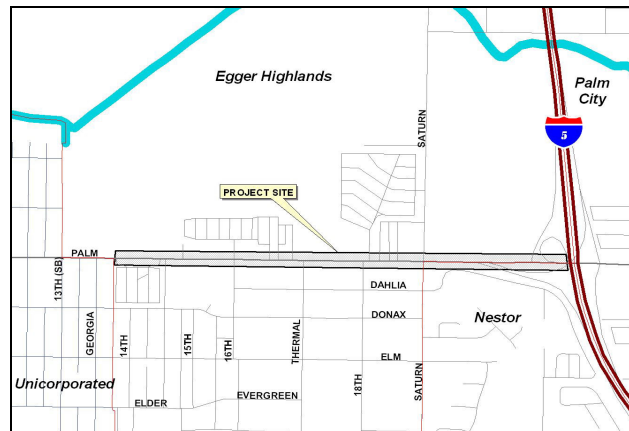 Egger Highlands
Palm
City
SATURN
5
PROJECT SITE
PALM
13TH (SB)
DAHLIA
DONAX
Nestor
GEORGIA
14TH
15TH
16TH
THERMAL
ELM
18TH
SATURN
Unicorporated
ELDER
EVERGREEN